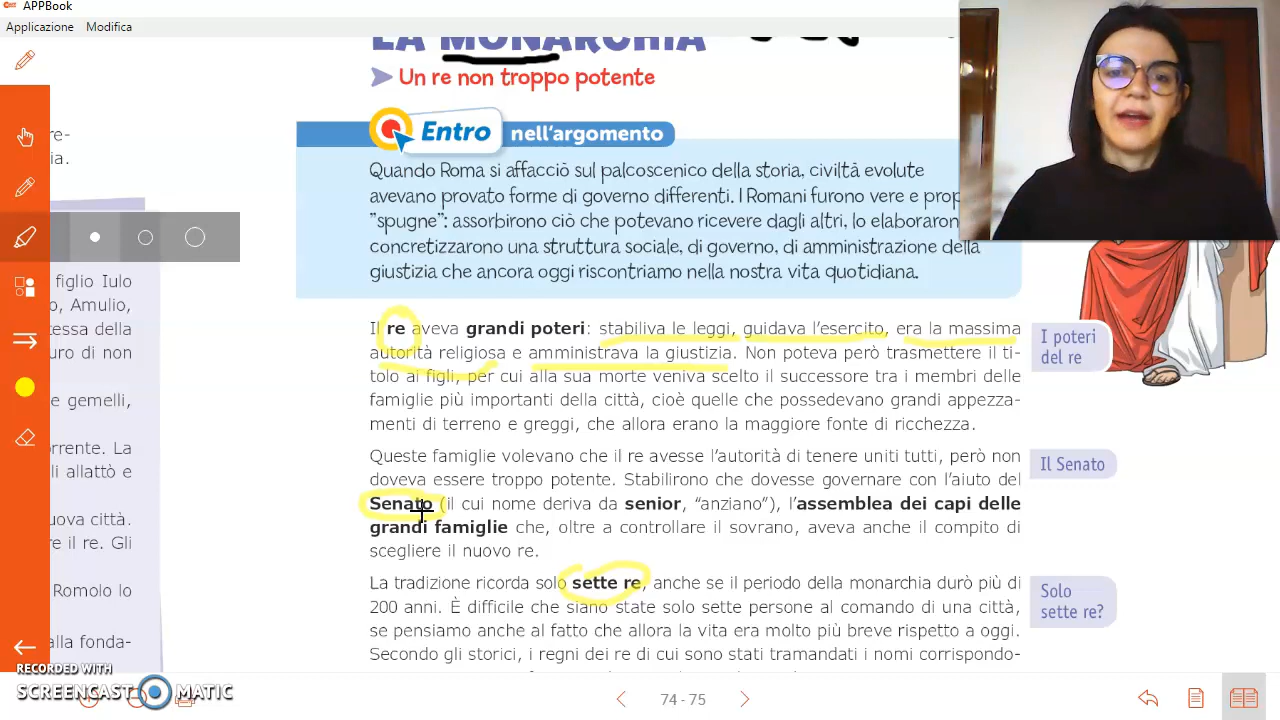 APPBook
Applicazione Modifica
LA MONARCHIA
Un re non troppo potente
Entro nell'argomento
Quando Roma si affacciò sul palcoscenico della storia, civiltà evolute
avevano provato forme di governo differenti. I Romani furono vere e prop
"spugne": assorbirono ciò che potevano ricevere dagli altri, lo elaboraron
concretizzarono una struttura sociale, di governo, di amministrazione della
giustizia che ancora oggi riscontriamo nella nostra vita quotidiana.
Il re aveva grandi poteri: stabiliva le leggi, guidava l'esercito, era la massima
autorità religiosa e amministrava la giustizia. Non poteva però trasmettere il ti-
tolo ai figli, per cui alla sua morte veniva scelto il successore tra i membri delle
famiglie più importanti della città, cioè quelle che possedevano grandi appezza-
menti di terreno e greggi, che allora erano la maggiore fonte di ricchezza.
I poteri
del re
Queste famiglie volevano che il re avesse l'autorità di tenere uniti tutti, però non
doveva essere troppo potente. Stabilirono che dovesse governare con l'aiuto del
Senato (il cui nome deriva da senior, "anziano"), l'assemblea dei capi delle
grandi famiglie che, oltre a controllare il sovrano, aveva anche il compito di
scegliere il nuovo re.
Il Senato
La tradizione ricorda solo sette re, anche se il periodo della monarchia durò più di
200 anni. È difficile che siano state solo sette persone al comando di una città,
se pensiamo anche al fatto che allora la vita era molto più breve rispetto a oggi.
Secondo gli storici, i regni dei re di cui sono stati tramandati i nomi corrispondo-
Solo
sette re?
re-
ia.
figlio Iulo
o, Amulio,
tessa della
uro di non
e gemelli,
orrente. La
li allattò e
uova città.
e il re. Gli
Romolo lo
alla fonda-
RECORDED WITH
SCREENCAST MATIC
74 - 75